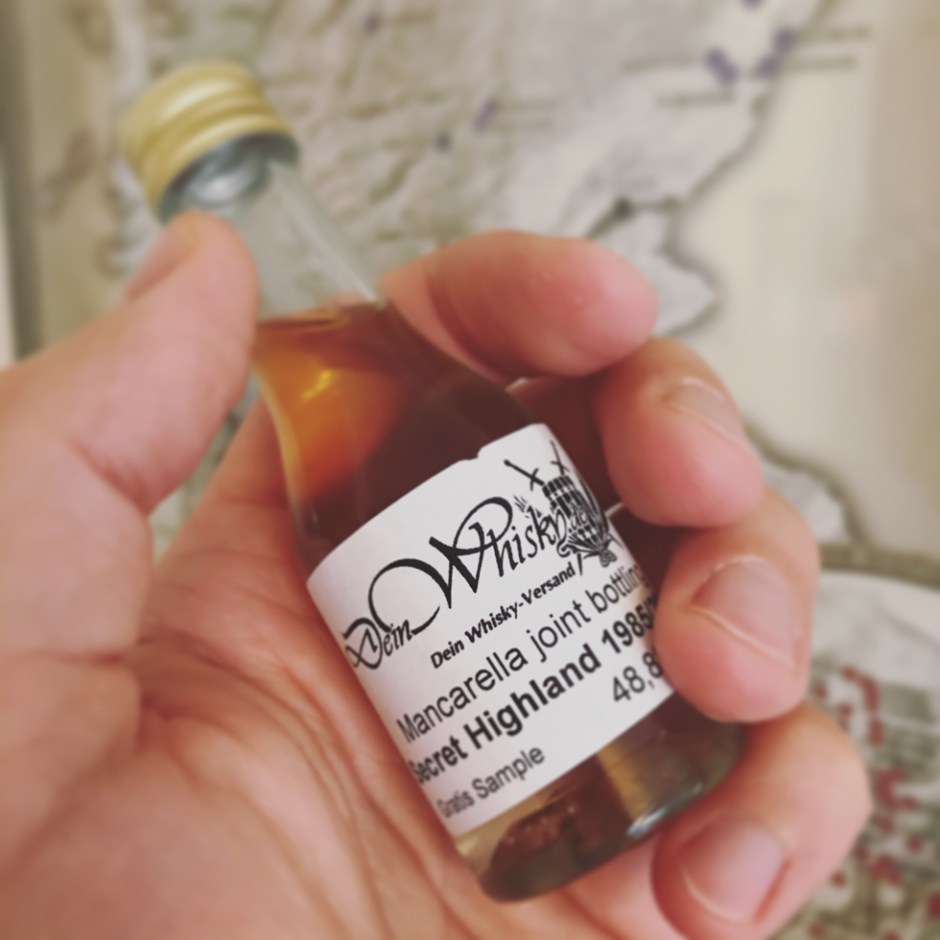 Dein Whisky
Dein Whisky-Versand
Mancarella joint bottling
Secret Highland 1985
48,8
Gratis Sample